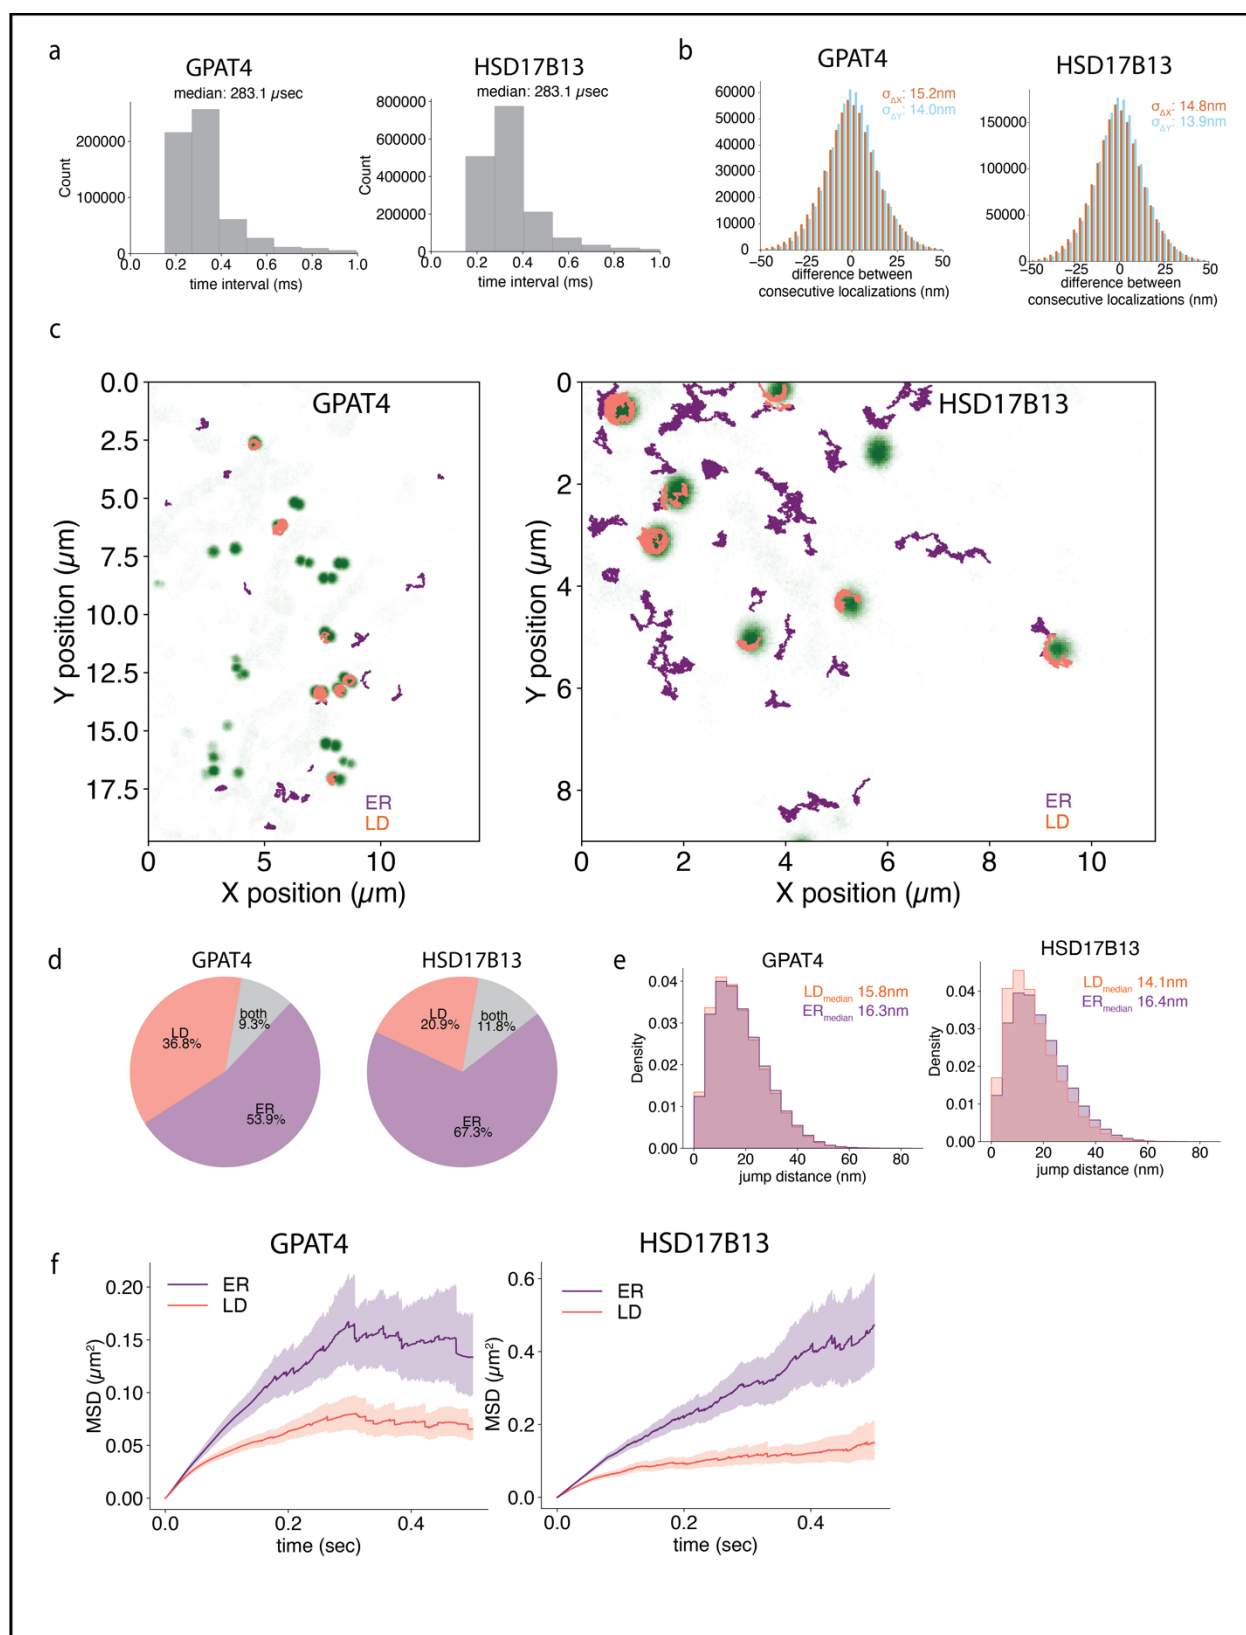 a
GPAT4
median: 283.1 µsec
Count
200000
100000
0
0.0 0.2 0.4 0.6 0.8 1.0
time interval (ms)
HSD17B13
median: 283.1 µsec
Count
800000
600000
400000
200000
0
0.0 0.2 0.4 0.6 0.8 1.0
time interval (ms)
b
GPAT4
σΔX: 15.2nm
σΔY: 14.0nm
60000
50000
40000
30000
20000
10000
0
−50 −25 0 25 50
difference between
consecutive localizations (nm)
HSD17B13
σΔX: 14.8nm
σΔY: 13.9nm
150000
100000
50000
0
−50 −25 0 25 50
difference between
consecutive localizations (nm)
c
GPAT4
Y position (µm)
0.0
2.5
5.0
7.5
10.0
12.5
15.0
17.5
ER
LD
0 5 10
X position (µm)
HSD17B13
Y position (µm)
0
2
4
6
8
ER
LD
0 2 4 6 8 10
X position (µm)
d
GPAT4
both
9.3%
LD
36.8%
ER
53.9%
HSD17B13
both
11.8%
LD
20.9%
ER
67.3%
e
GPAT4
LDmedian 15.8nm
ERmedian 16.3nm
Density
0.04
0.03
0.02
0.01
0.00
0 20 40 60 80
jump distance (nm)
HSD17B13
LDmedian 14.1nm
ERmedian 16.4nm
Density
0.04
0.03
0.02
0.01
0.00
0 20 40 60 80
jump distance (nm)
f
GPAT4
ER
LD
MSD (µm²)
0.20
0.15
0.10
0.05
0.00
0.0 0.2 0.4
time (sec)
HSD17B13
ER
LD
MSD (µm²)
0.6
0.4
0.2
0.0
0.0 0.2 0.4
time (sec)